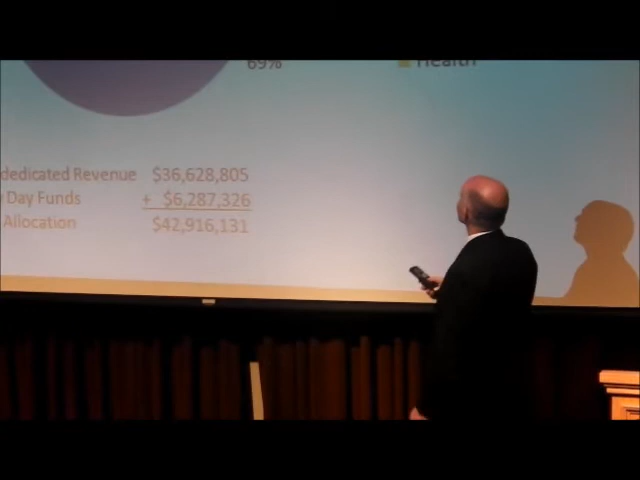 69%
Health
dedicated Revenue $36,628,805
y Day Funds + $6,287,326
Allocation $42,916,131